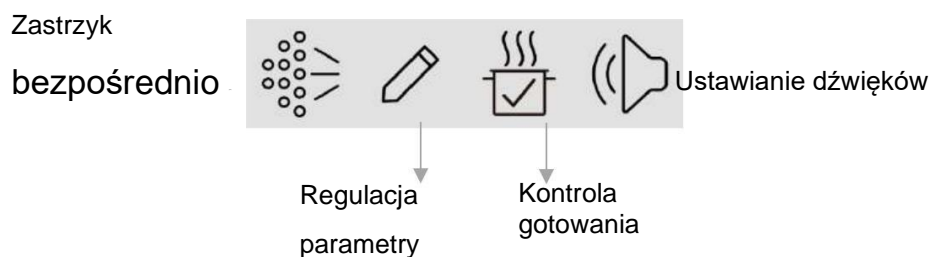 Zastrzyk
bezpośrednio
Ustawianie dźwięków
Regulacja
parametry
Kontrola
gotowania